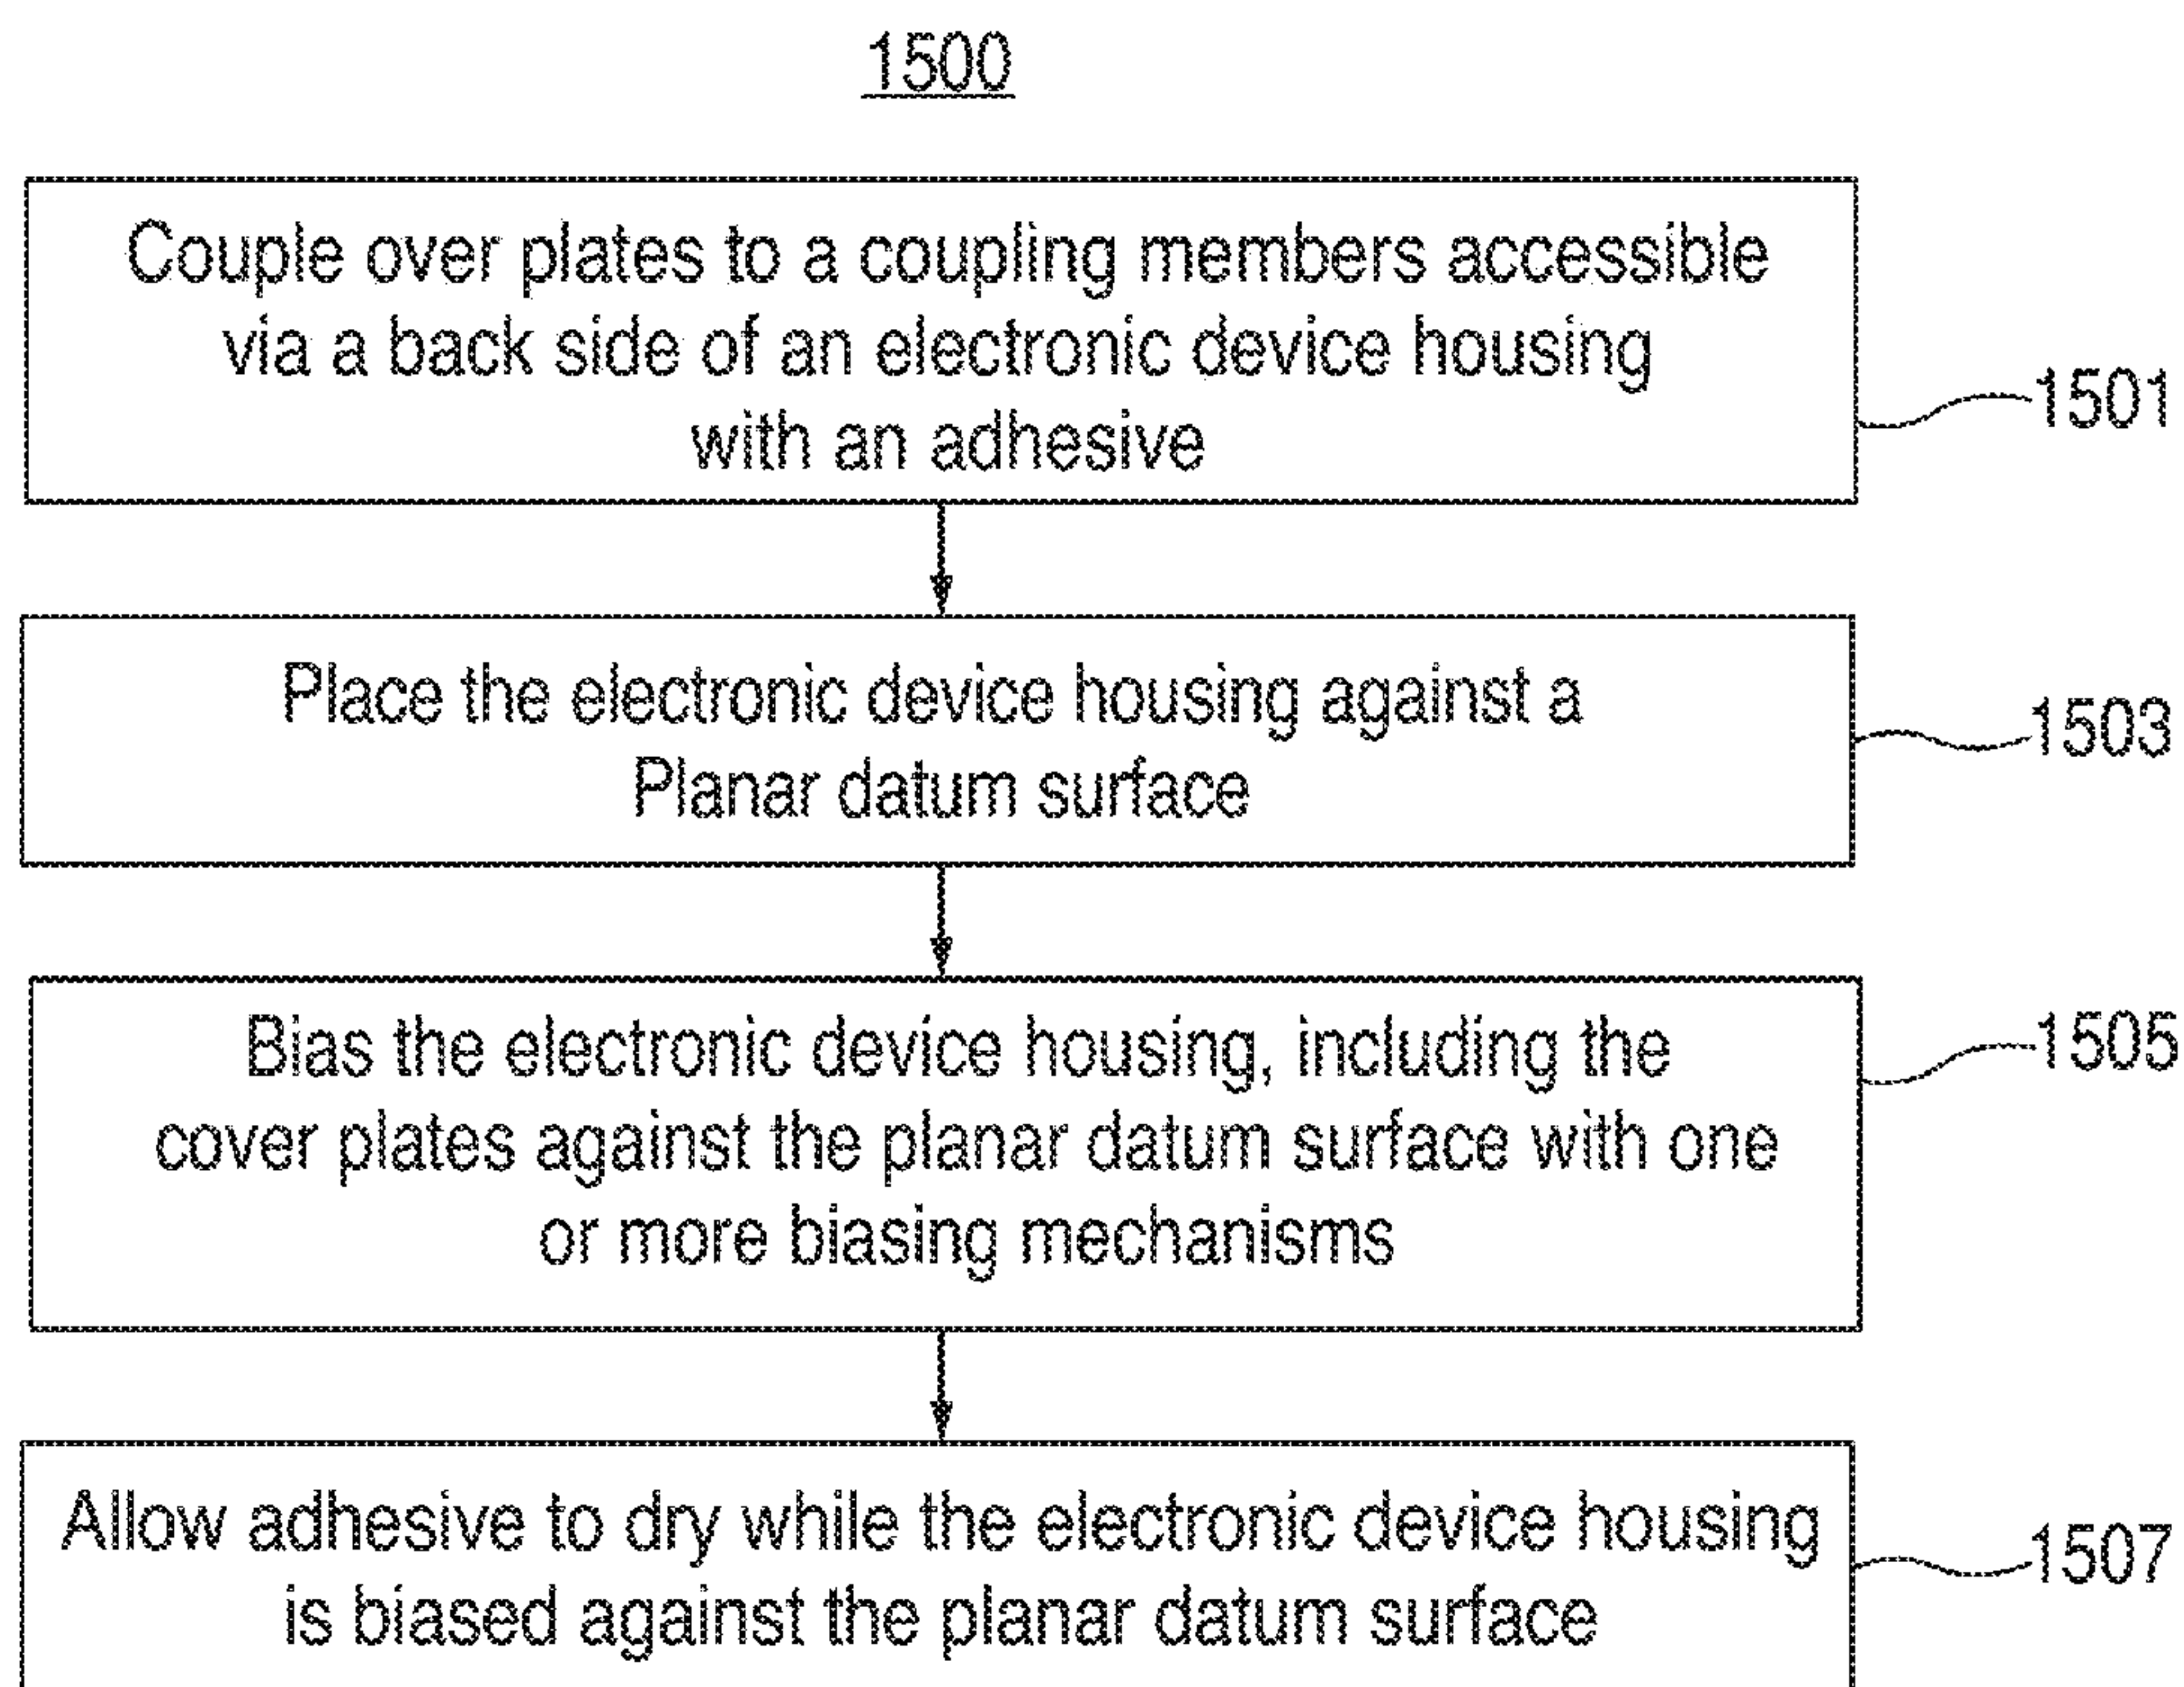 1500
Couple over plates to a coupling members accessible
via a back side of an electronic device housing
with an adhesive
1501
Place the electronic device housing against a
Planar datum surface
1503
Bias the electronic device housing, including the
cover plates against the planar datum surface with one
or more biasing mechanisms
1505
Allow adhesive to dry while the electronic device housing
is biased against the planar datum surface
1507